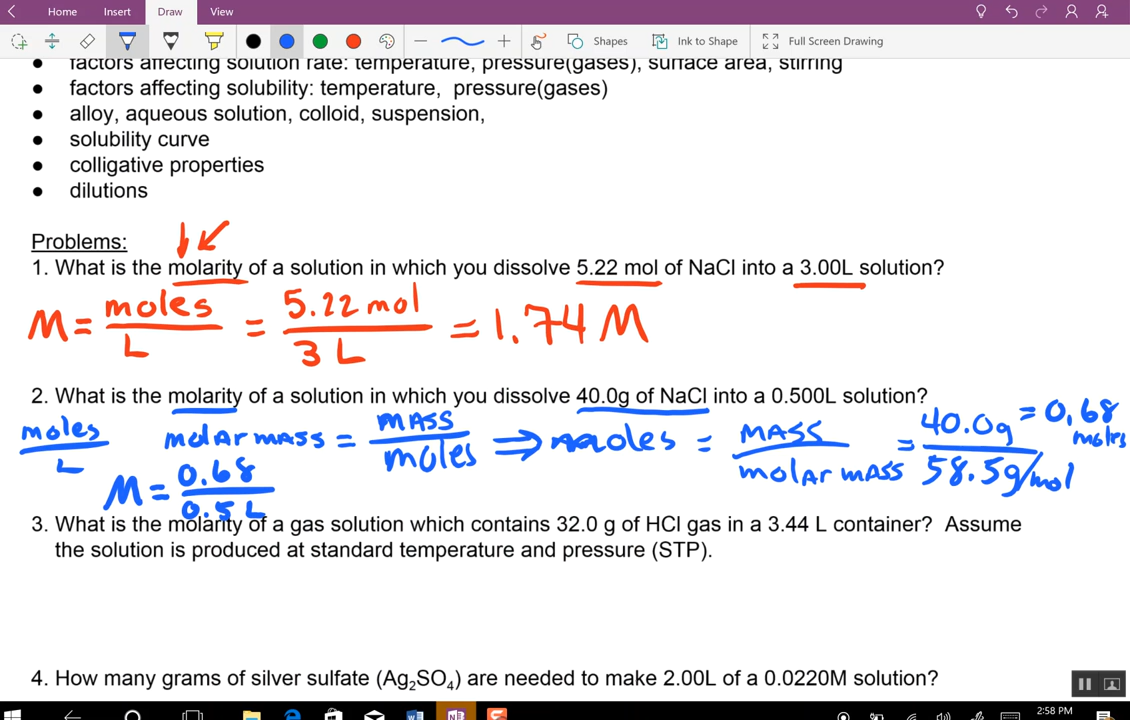 Home Insert Draw View
Shapes Ink to Shape Full Screen Drawing
• factors affecting solution rate: temperature, pressure(gases), surface area, stirring
• factors affecting solubility: temperature, pressure(gases)
• alloy, aqueous solution, colloid, suspension,
• solubility curve
• colligative properties
• dilutions
Problems:
1. What is the molarity of a solution in which you dissolve 5.22 mol of NaCl into a 3.00L solution?
M = moles / L = 5.22 mol / 3 L = 1.74 M
2. What is the molarity of a solution in which you dissolve 40.0g of NaCl into a 0.500L solution?
moles / L molar mass = mass / moles ⇒ moles = mass / molar mass = 40.0g / 58.5g/mol = 0.68 moles
M = 0.68 / 0.5 L
3. What is the molarity of a gas solution which contains 32.0 g of HCl gas in a 3.44 L container? Assume
the solution is produced at standard temperature and pressure (STP).
4. How many grams of silver sulfate (Ag₂SO₄) are needed to make 2.00L of a 0.0220M solution?
2:58 PM